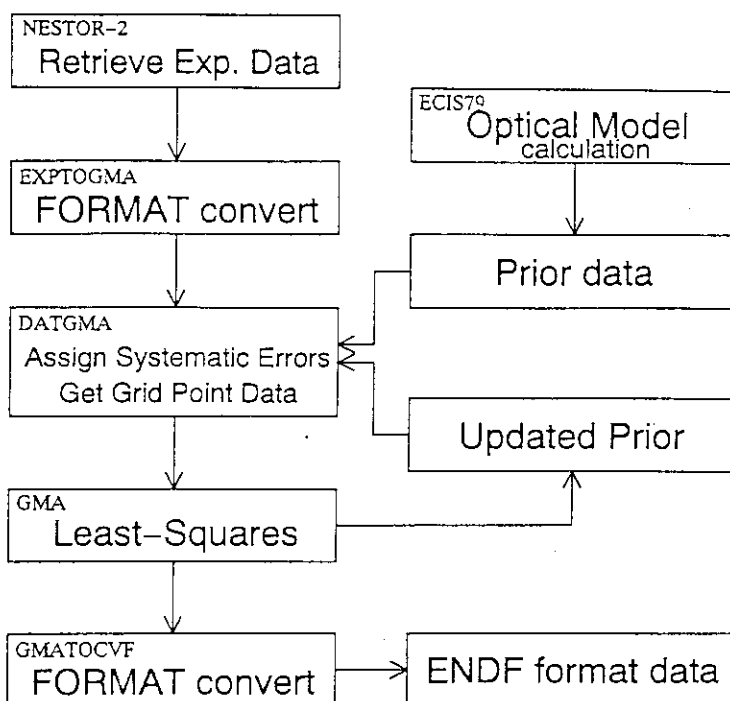 NESTOR-2
Retrieve Exp. Data
ECIS79
Optical Model
calculation
EXPTOGMA
FORMAT convert
Prior data
DATGMA
Assign Systematic Errors
Get Grid Point Data
Updated Prior
GMA
Least-Squares
GMATOCVF
FORMAT convert
ENDF format data